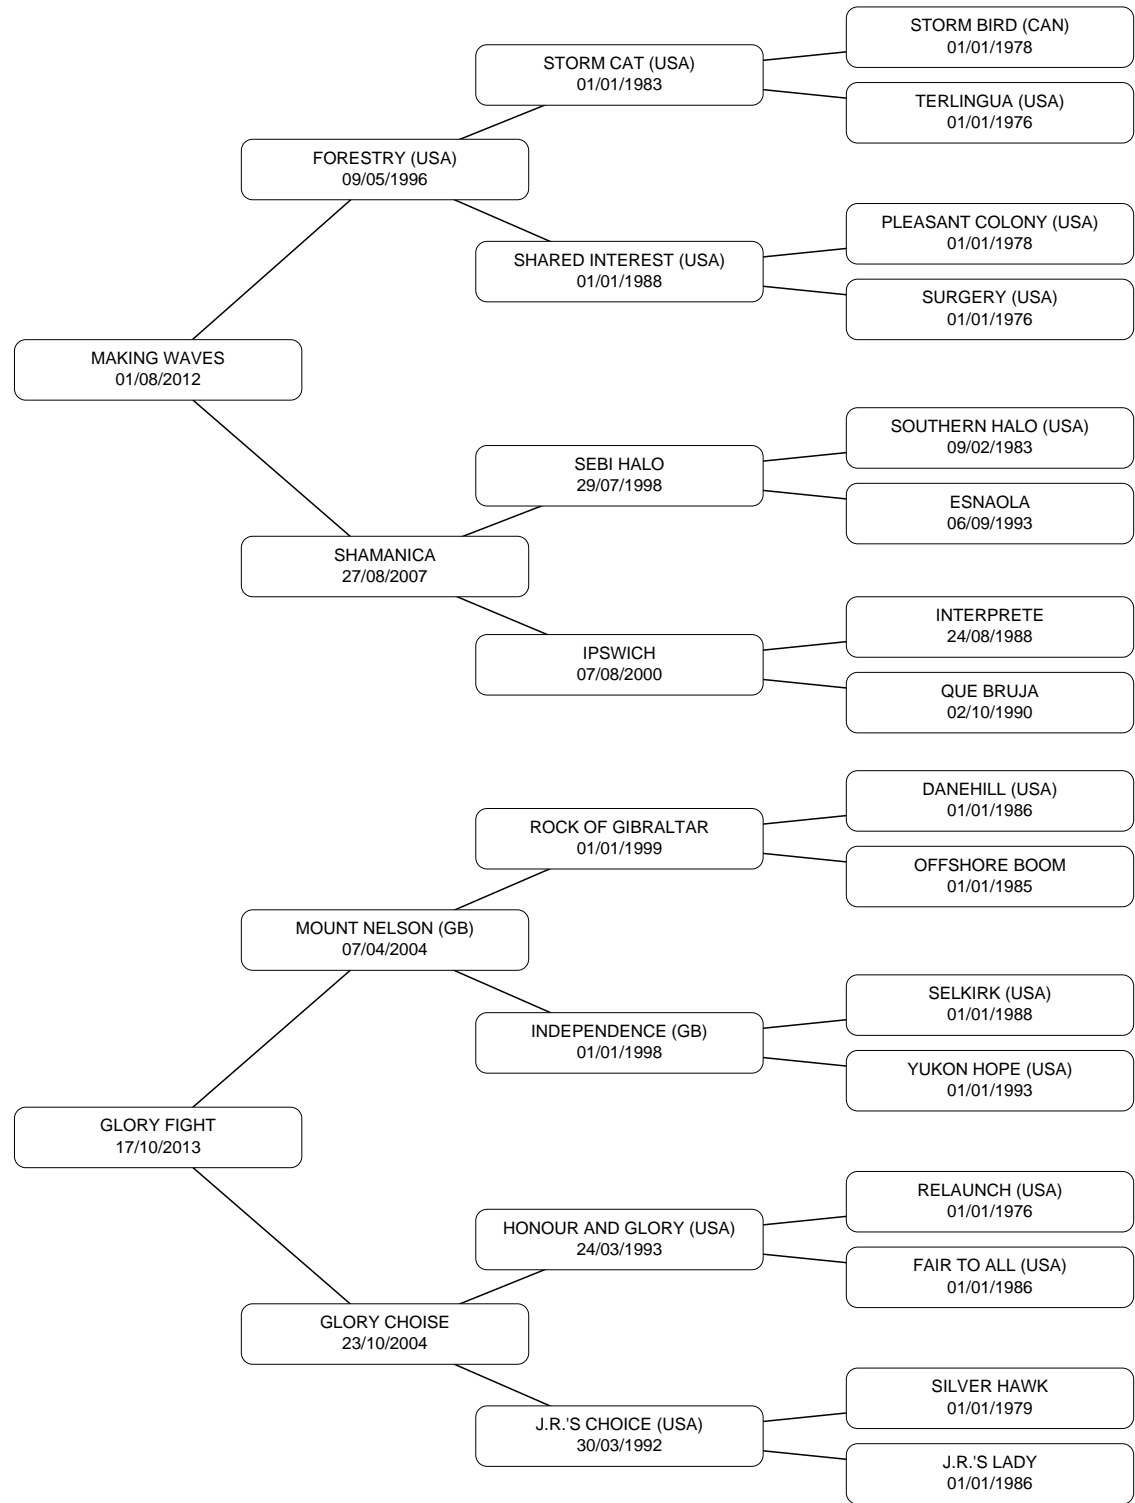 STORM BIRD (CAN)
01/01/1978
STORM CAT (USA)
01/01/1983
TERLINGUA (USA)
01/01/1976
FORESTRY (USA)
09/05/1996
PLEASANT COLONY (USA)
01/01/1978
SHARED INTEREST (USA)
01/01/1988
SURGERY (USA)
01/01/1976
MAKING WAVES
01/08/2012
SOUTHERN HALO (USA)
09/02/1983
SEBI HALO
29/07/1998
ESNAOLA
06/09/1993
SHAMANICA
27/08/2007
INTERPRETE
24/08/1988
IPSWICH
07/08/2000
QUE BRUJA
02/10/1990
DANEHILL (USA)
01/01/1986
ROCK OF GIBRALTAR
01/01/1999
OFFSHORE BOOM
01/01/1985
MOUNT NELSON (GB)
07/04/2004
SELKIRK (USA)
01/01/1988
INDEPENDENCE (GB)
01/01/1998
YUKON HOPE (USA)
01/01/1993
GLORY FIGHT
17/10/2013
RELAUNCH (USA)
01/01/1976
HONOUR AND GLORY (USA)
24/03/1993
FAIR TO ALL (USA)
01/01/1986
GLORY CHOISE
23/10/2004
SILVER HAWK
01/01/1979
J.R.'S CHOICE (USA)
30/03/1992
J.R.'S LADY
01/01/1986